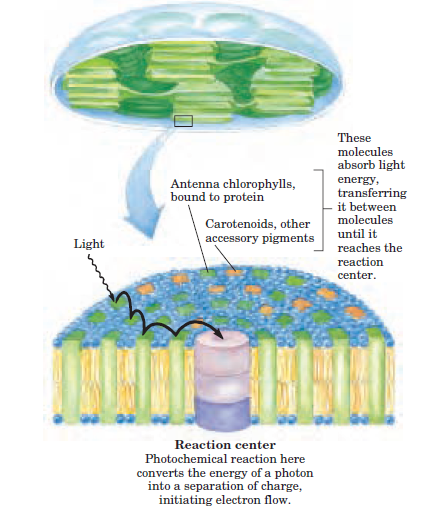 These
molecules
absorb light
energy,
transferring
it between
molecules
until it
reaches the
reaction
center.
Antenna chlorophylls,
bound to protein
Carotenoids, other
accessory pigments
Light
Reaction center
Photochemical reaction here
converts the energy of a photon
into a separation of charge,
initiating electron flow.